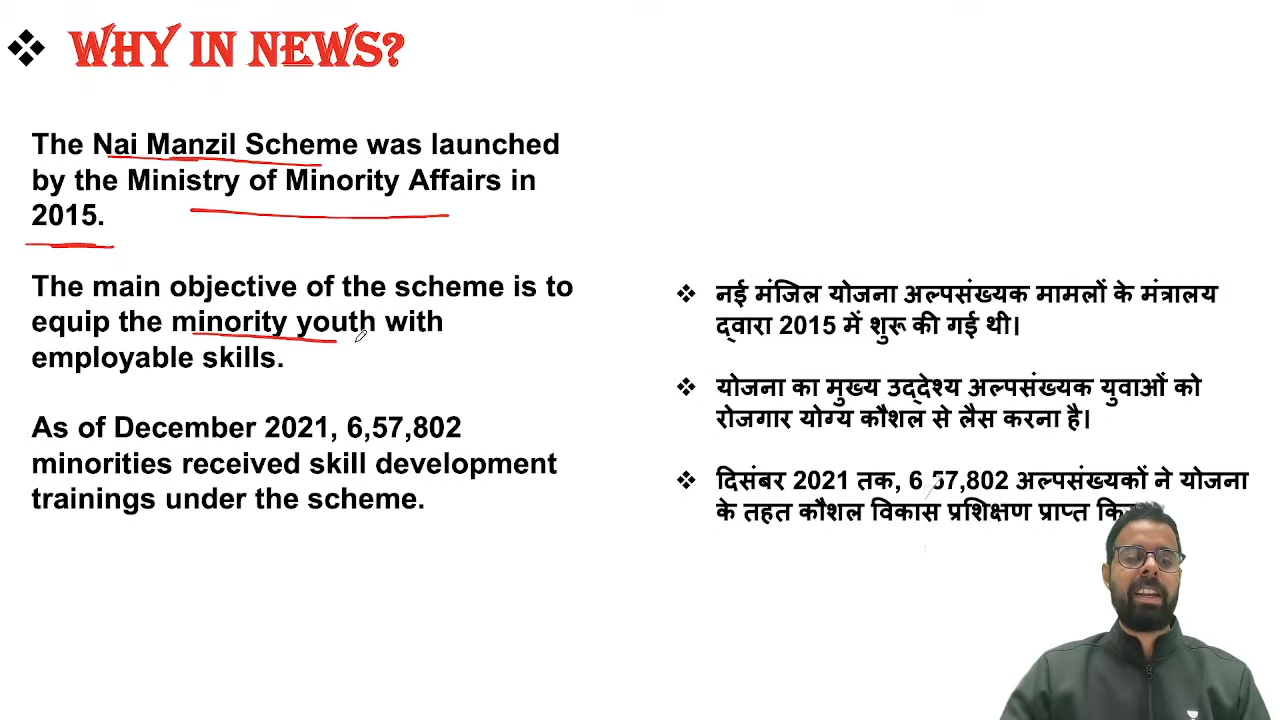 WHY IN NEWS?
The Nai Manzil Scheme was launched
by the Ministry of Minority Affairs in
2015.
The main objective of the scheme is to
equip the minority youth with
employable skills.
As of December 2021, 6,57,802
minorities received skill development
trainings under the scheme.
नई मंजिल योजना अल्पसंख्यक मामलों के मंत्रालय
द्वारा 2015 में शुरू की गई थी।
योजना का मुख्य उद्देश्य अल्पसंख्यक युवाओं को
रोजगार योग्य कौशल से लैस करना है।
दिसंबर 2021 तक, 6,57,802 अल्पसंख्यकों ने योजना
के तहत कौशल विकास प्रशिक्षण प्राप्त